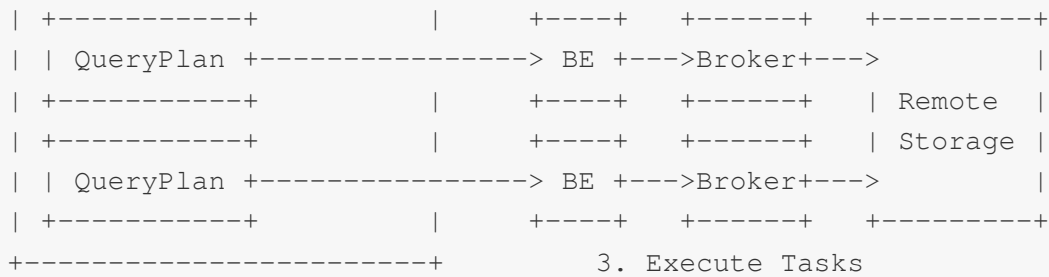 | +-----------+           |     +----+   +------+   +---------+
| | QueryPlan +----------------> BE +--->Broker+--->         |
| +-----------+           |     +----+   +------+   | Remote  |
| +-----------+           |     +----+   +------+   | Storage |
| | QueryPlan +----------------> BE +--->Broker+--->         |
| +-----------+           |     +----+   +------+   +---------+
+------------------------+         3. Execute Tasks